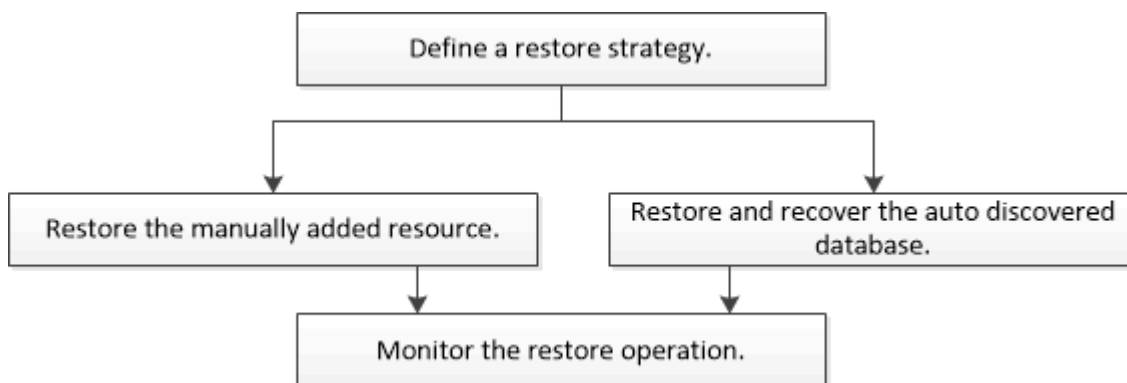 Define a restore strategy.
Restore the manually added resource.
Restore and recover the auto discovered
database.
Monitor the restore operation.